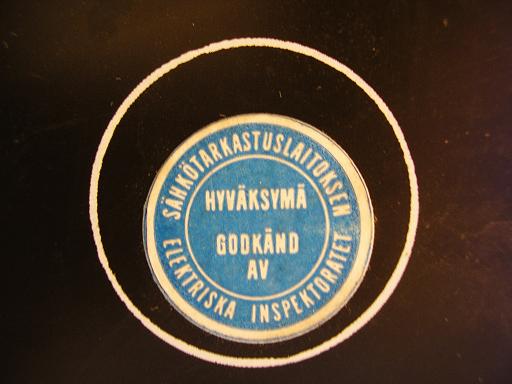 SÄHKÖTARKASTUSLAITOKSEN
HYVÄKSYMÄ
GODKÄND
AV
ELEKTRISKA INSPEKTORATET